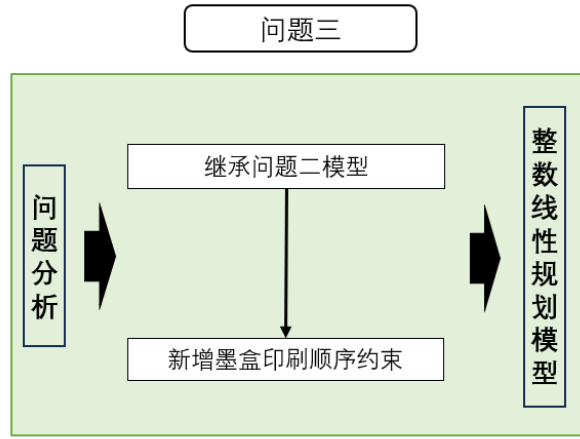 问题三
问题分析
继承问题二模型
新增墨盒印刷顺序约束
整数线性规划模型